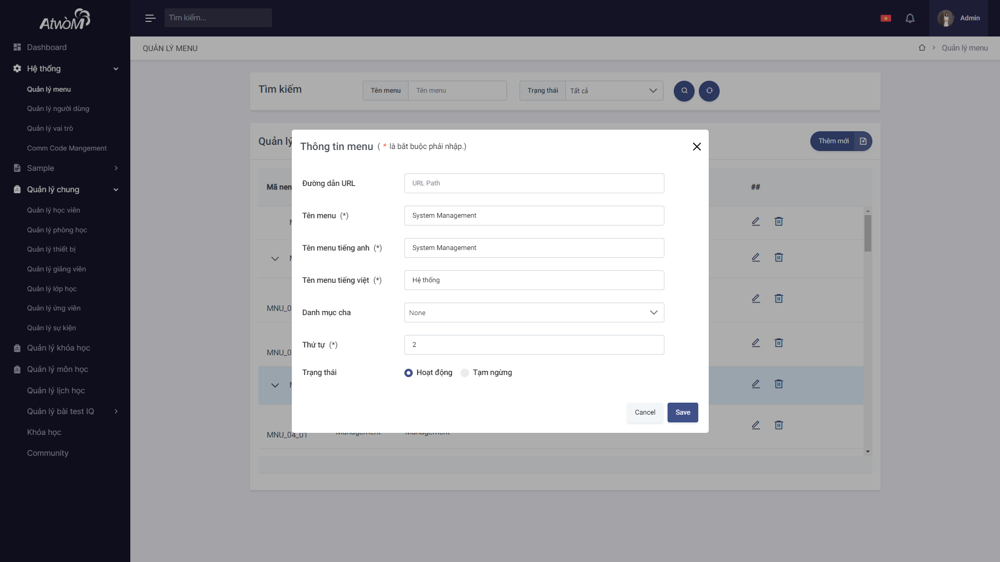 AtwòM
Tìm kiếm...
Admin
Dashboard
QUẢN LÝ MENU
Quản lý menu
Hệ thống
Quản lý menu
Quản lý người dùng
Quản lý vai trò
Comm Code Mangement
Sample
Quản lý chung
Quản lý học viên
Quản lý phòng học
Quản lý thiết bị
Quản lý giảng viên
Quản lý lớp học
Quản lý ứng viên
Quản lý sự kiện
Quản lý khóa học
Quản lý môn học
Quản lý lịch học
Quản lý bài test IQ
Khóa học
Community
Tìm kiếm
Tên menu
Tên menu
Trạng thái
Tất cả
Quản lý
Thêm mới
Mã
##
MNU_0
MNU_0
MNU_04_01
Management
Management
Thông tin menu ( * là bắt buộc phải nhập.)
Đường dẫn URL
URL Path
Tên menu (*)
System Management
Tên menu tiếng anh (*)
System Management
Tên menu tiếng việt (*)
Hệ thống
Danh mục cha
None
Thứ tự (*)
2
Trạng thái
Hoạt động
Tạm ngừng
Cancel
Save